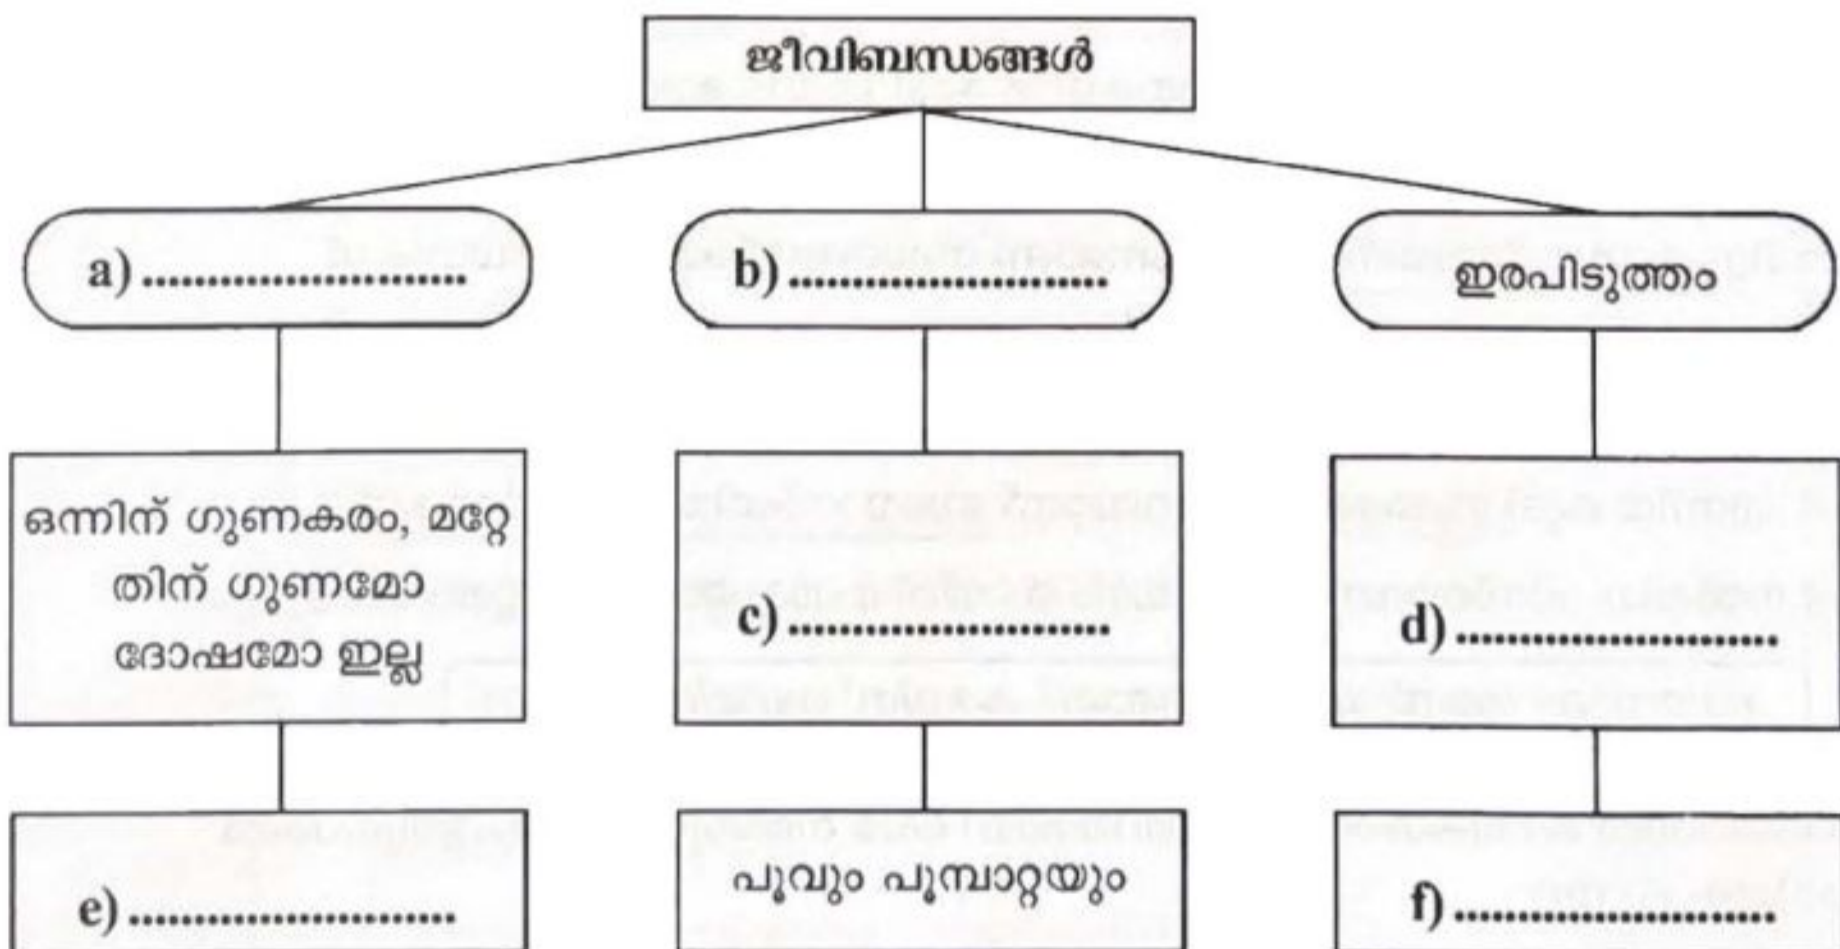 ജീവിബന്ധങ്ങൾ
a) .........................
b) .........................
ഇരപിടുത്തം
ഒന്നിന് ഗുണകരം, മറ്റേ
തിന് ഗുണമോ
ദോഷമോ ഇല്ല
c) .........................
d) .........................
e) .........................
പൂവും പൂമ്പാറ്റയും
f) .........................